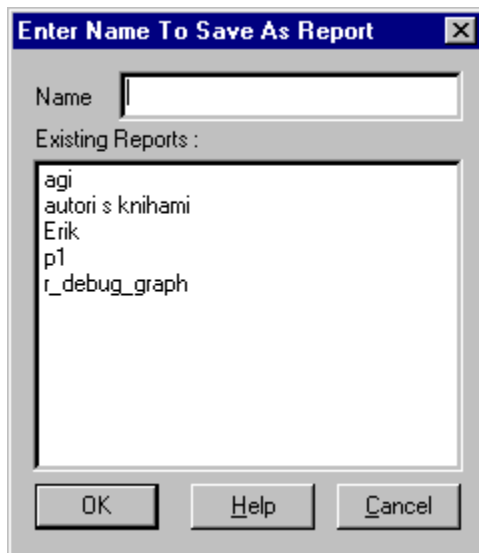 Enter Name To Save As Report
Name
Existing Reports :
agi
autori s knihami
Erik
p1
r_debug_graph
OK Help Cancel